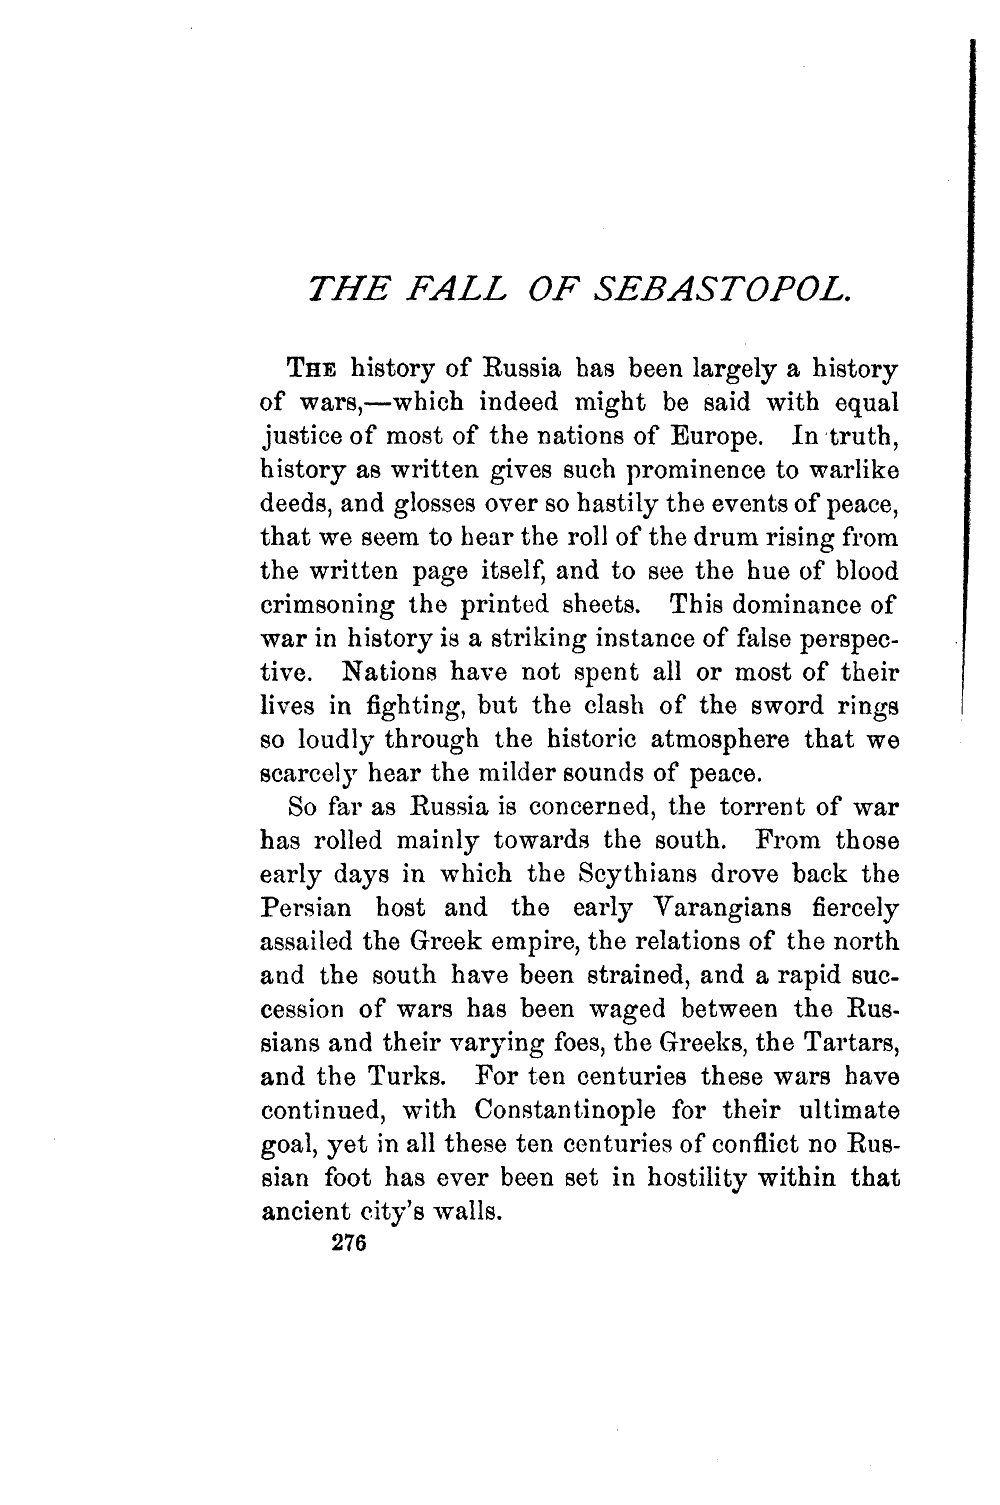 THE FALL OF SEBASTOPOL.
THE history of Russia has been largely a history
of wars,—which indeed might be said with equal
justice of most of the nations of Europe. In truth,
history as written gives such prominence to warlike
deeds, and glosses over so hastily the events of peace,
that we seem to hear the roll of the drum rising from
the written page itself, and to see the hue of blood
crimsoning the printed sheets. This dominance of
war in history is a striking instance of false perspec-
tive. Nations have not spent all or most of their
lives in fighting, but the clash of the sword rings
so loudly through the historic atmosphere that we
scarcely hear the milder sounds of peace.
So far as Russia is concerned, the torrent of war
has rolled mainly towards the south. From those
early days in which the Scythians drove back the
Persian host and the early Varangians fiercely
assailed the Greek empire, the relations of the north
and the south have been strained, and a rapid suc-
cession of wars has been waged between the Rus-
sians and their varying foes, the Greeks, the Tartars,
and the Turks. For ten centuries these wars have
continued, with Constantinople for their ultimate
goal, yet in all these ten centuries of conflict no Rus-
sian foot has ever been set in hostility within that
ancient city's walls.
276